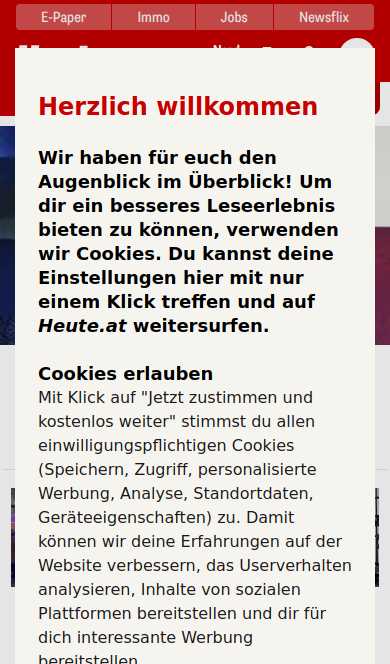 E-Paper Immo Jobs Newsflix
Herzlich willkommen
Wir haben für euch den
Augenblick im Überblick! Um
dir ein besseres Leseerlebnis
bieten zu können, verwenden
wir Cookies. Du kannst deine
Einstellungen hier mit nur
einem Klick treffen und auf
Heute.at weitersurfen.
Cookies erlauben
Mit Klick auf "Jetzt zustimmen und
kostenlos weiter" stimmst du allen
einwilligungspflichtigen Cookies
(Speichern, Zugriff, personalisierte
Werbung, Analyse, Standortdaten,
Geräteeigenschaften) zu. Damit
können wir deine Erfahrungen auf der
Website verbessern, das Userverhalten
analysieren, Inhalte von sozialen
Plattformen bereitstellen und dir für
dich interessante Werbung
bereitstellen